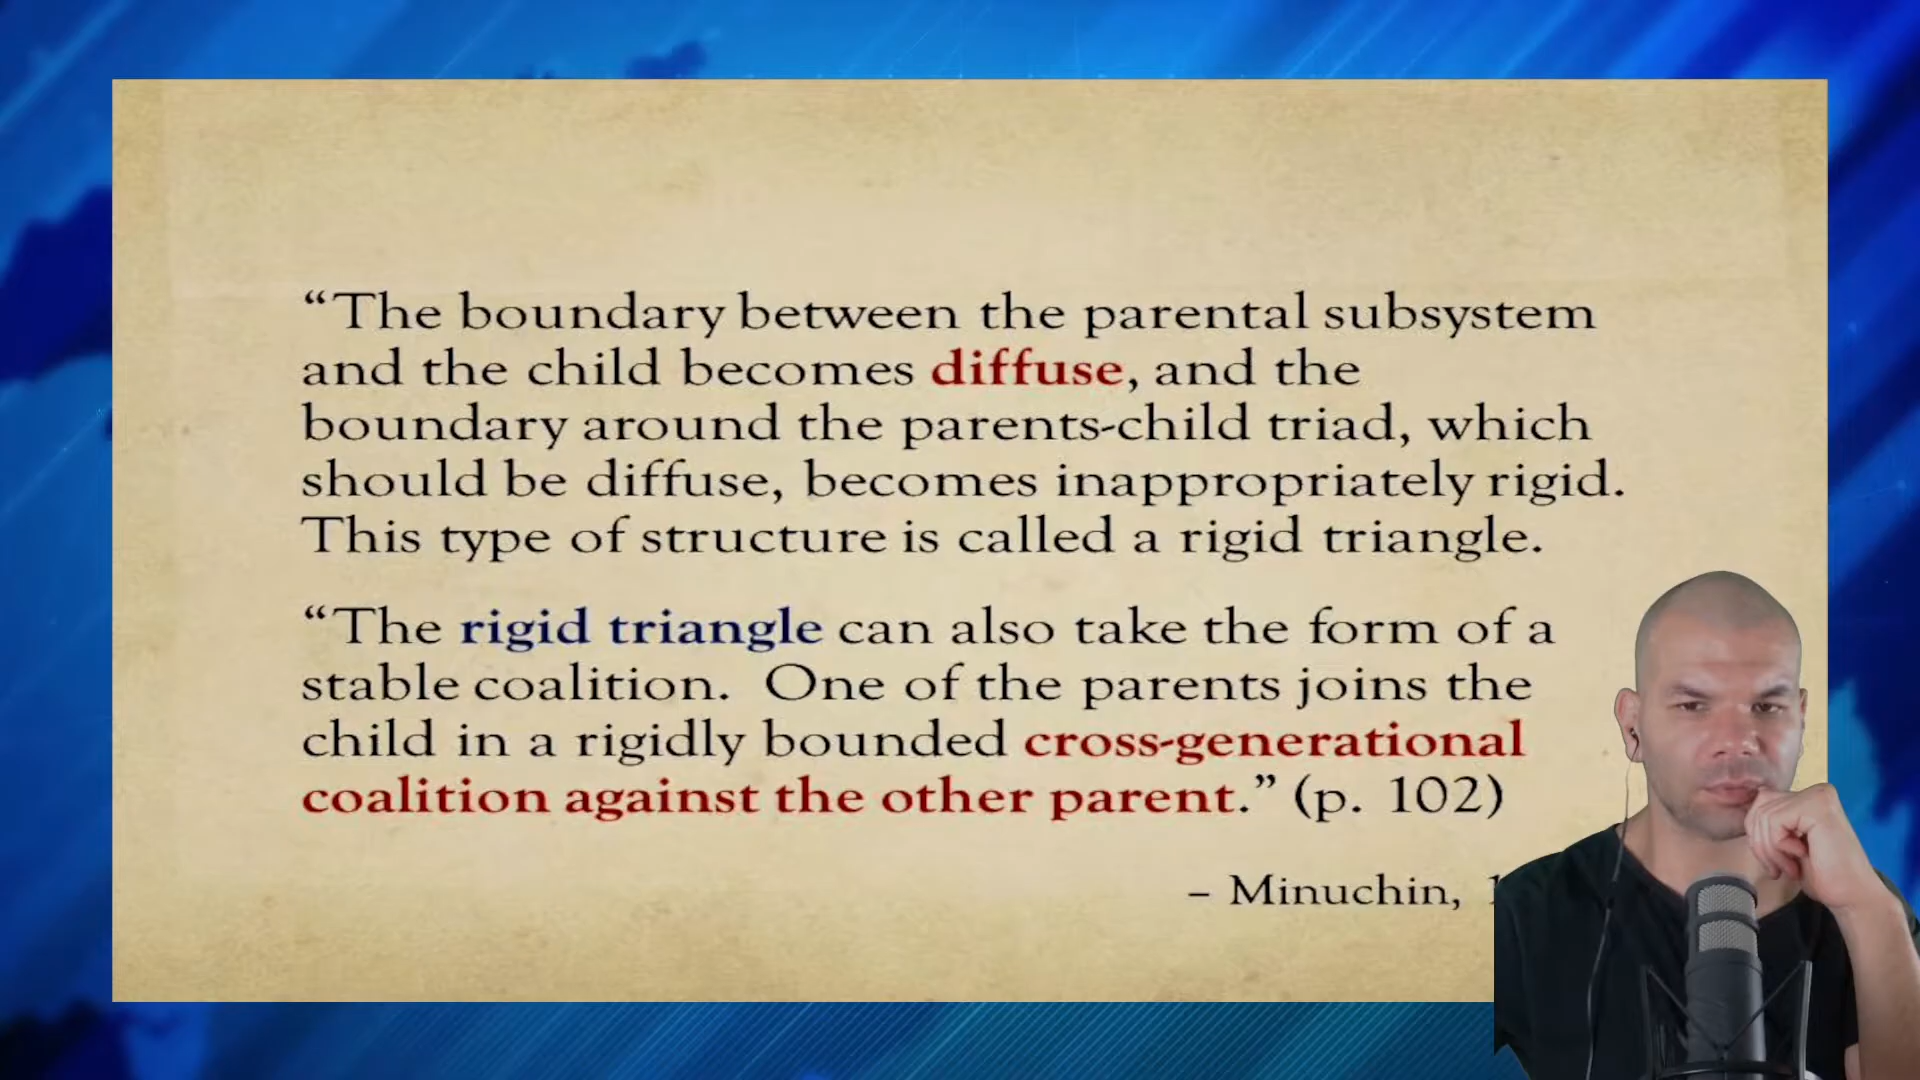 “The boundary between the parental subsystem
and the child becomes diffuse, and the
boundary around the parents-child triad, which
should be diffuse, becomes inappropriately rigid.
This type of structure is called a rigid triangle.
“The rigid triangle can also take the form of a
stable coalition. One of the parents joins the
child in a rigidly bounded cross-generational
coalition against the other parent.” (p. 102)
– Minuchin,